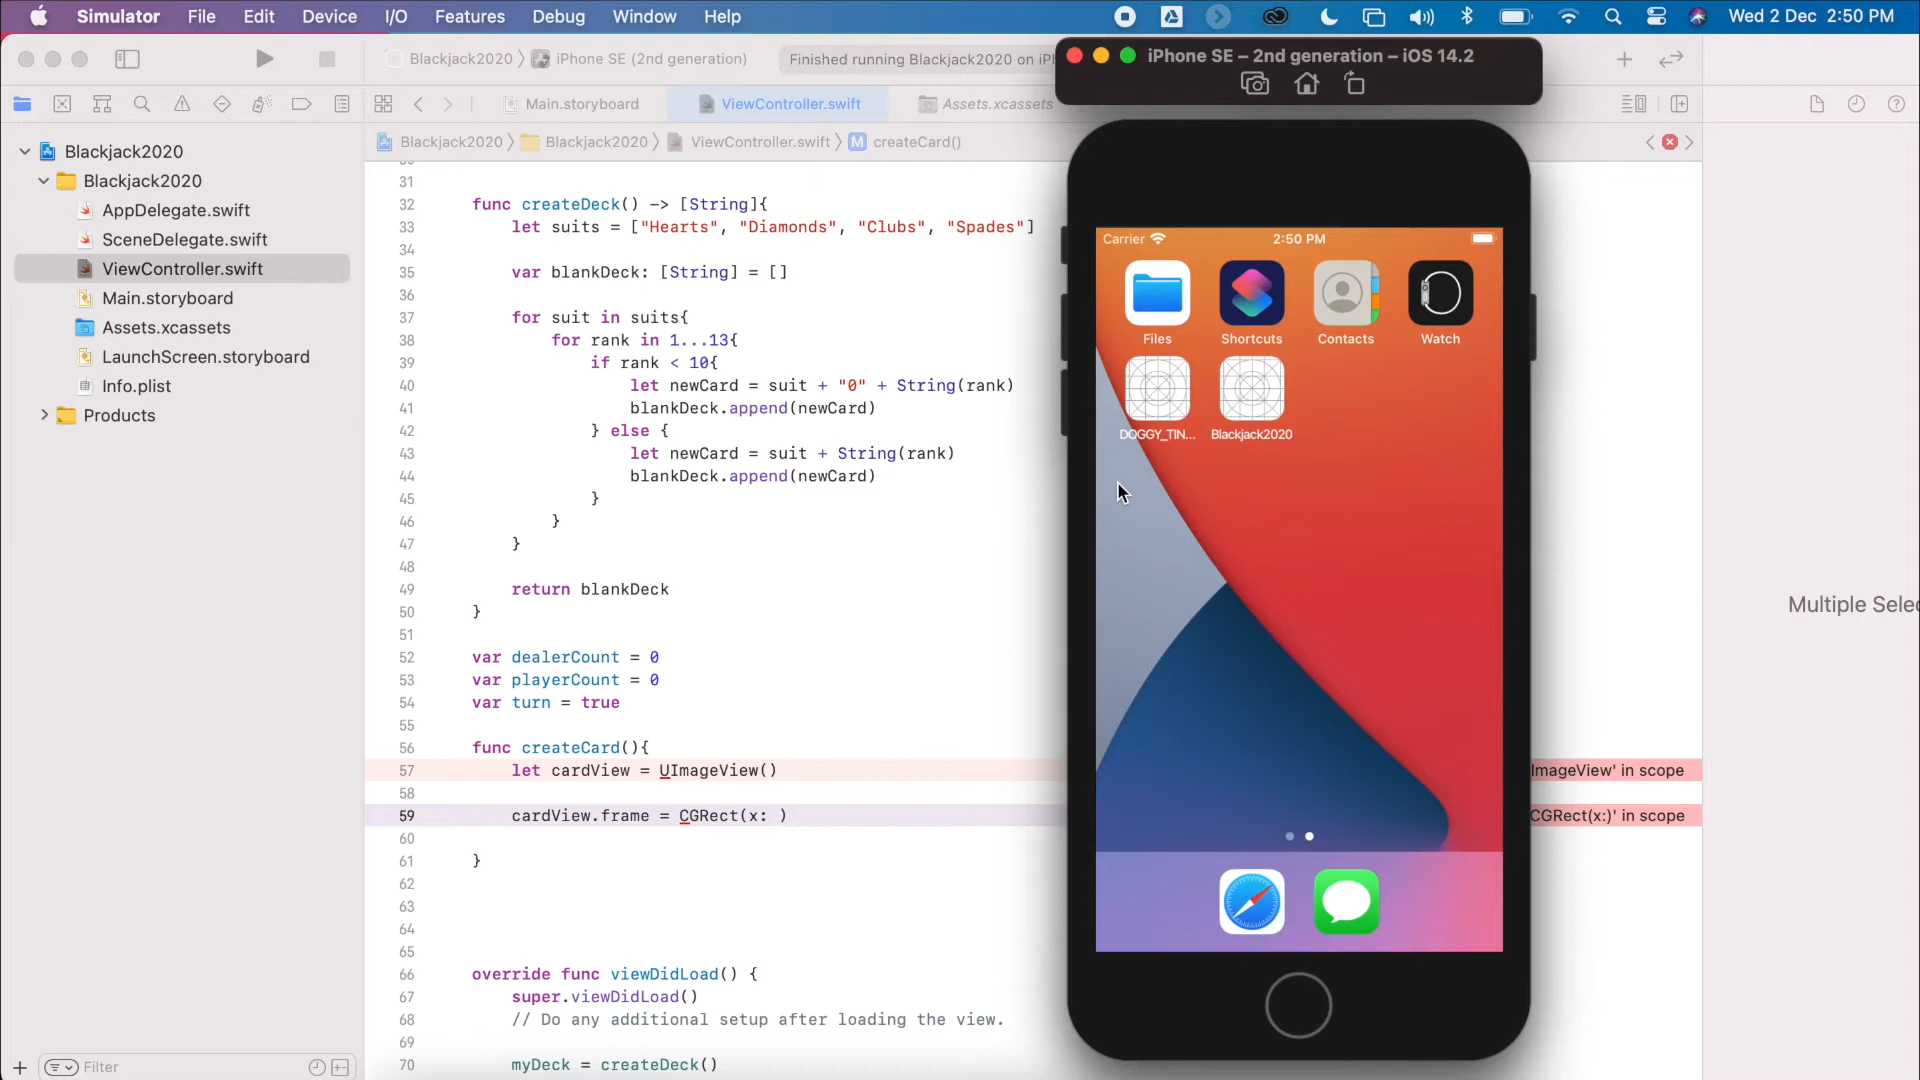 Simulator File Edit Device I/O Features Debug Window Help Wed 2 Dec 2:50 PM
Blackjack2020 iPhone SE (2nd generation) Finished running Blackjack2020 on iPh
iPhone SE – 2nd generation – iOS 14.2
Main.storyboard ViewController.swift Assets.xcassets
Blackjack2020 Blackjack2020 ViewController.swift M createCard()
Blackjack2020
Blackjack2020
AppDelegate.swift
SceneDelegate.swift
ViewController.swift
Main.storyboard
Assets.xcassets
LaunchScreen.storyboard
Info.plist
Products
Filter
31
32 func createDeck() -> [String]{
33 let suits = ["Hearts", "Diamonds", "Clubs", "Spades"]
34
35 var blankDeck: [String] = []
36
37 for suit in suits{
38 for rank in 1...13{
39 if rank < 10{
40 let newCard = suit + "0" + String(rank)
41 blankDeck.append(newCard)
42 } else {
43 let newCard = suit + String(rank)
44 blankDeck.append(newCard)
45 }
46 }
47 }
48
49 return blankDeck
50 }
51
52 var dealerCount = 0
53 var playerCount = 0
54 var turn = true
55
56 func createCard(){
57 let cardView = UImageView()
ImageView' in scope
58
59 cardView.frame = CGRect(x: )
CGRect(x:)' in scope
60
61 }
62
63
64
65
66 override func viewDidLoad() {
67 super.viewDidLoad()
68 // Do any additional setup after loading the view.
69
70 myDeck = createDeck()
Carrier 2:50 PM
Files Shortcuts Contacts Watch
DOGGY_TIN... Blackjack2020
Multiple Selec